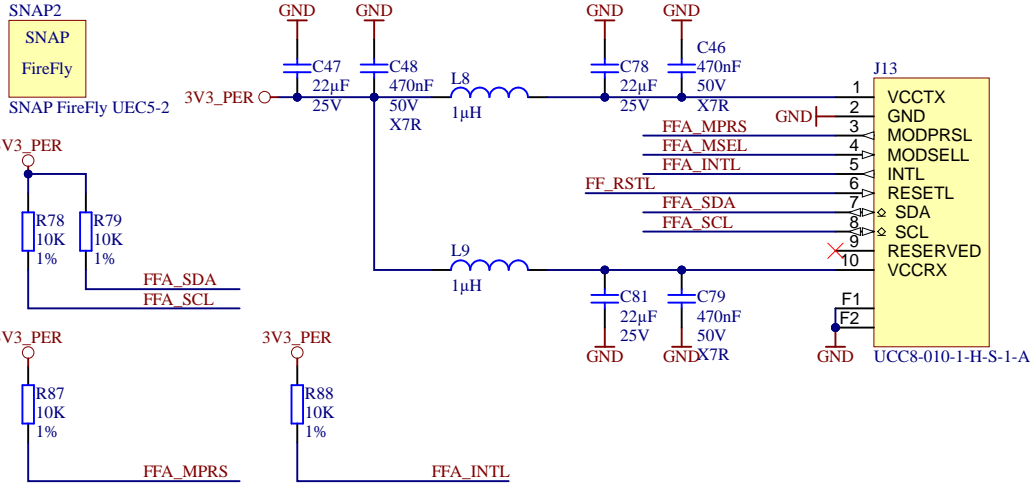 SNAP2
SNAP
FireFly
SNAP FireFly UEC5-2
GND
GND
GND
GND
C47
22µF
25V
C48
470nF
50V
X7R
L8
1µH
C78
22µF
25V
C46
470nF
50V
X7R
3V3_PER
J13
1
VCCTX
GND
2
GND
FFA_MPRS
3
MODPRSL
FFA_MSEL
4
MODSELL
FFA_INTL
5
INTL
FF_RSTL
6
RESETL
FFA_SDA
7
SDA
FFA_SCL
8
SCL
9
RESERVED
10
VCCRX
F1
F2
GND
UCC8-010-1-H-S-1-A
V3_PER
R78
10K
1%
R79
10K
1%
FFA_SDA
FFA_SCL
L9
1µH
C81
22µF
25V
GND
C79
470nF
50V
X7R
GND
V3_PER
R87
10K
1%
FFA_MPRS
3V3_PER
R88
10K
1%
FFA_INTL